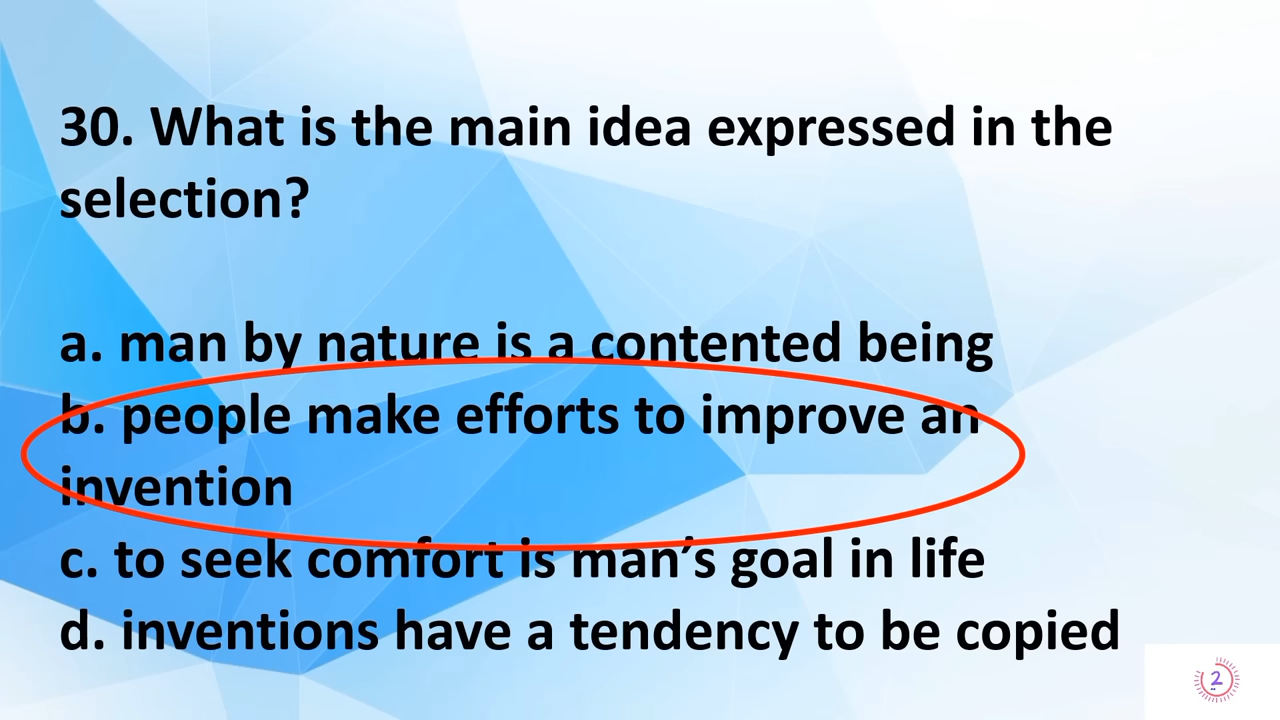 30. What is the main idea expressed in the
selection?
a. man by nature is a contented being
b. people make efforts to improve an
invention
c. to seek comfort is man’s goal in life
d. inventions have a tendency to be copied
2